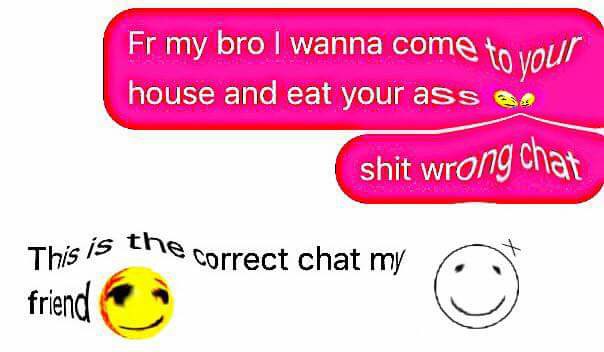 Fr my bro I wanna come to your
house and eat your ass
shit wrong chat
This is the correct chat my
friend